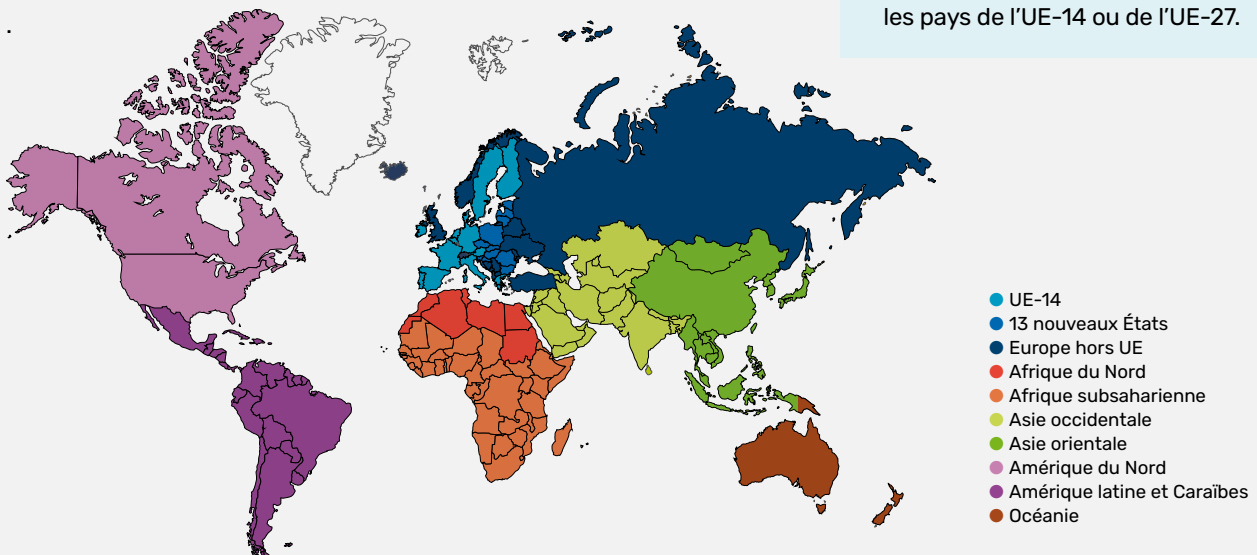 les pays de l’UE-14 ou de l’UE-27.
UE-14
13 nouveaux États
Europe hors UE
Afrique du Nord
Afrique subsaharienne
Asie occidentale
Asie orientale
Amérique du Nord
Amérique latine et Caraïbes
Océanie